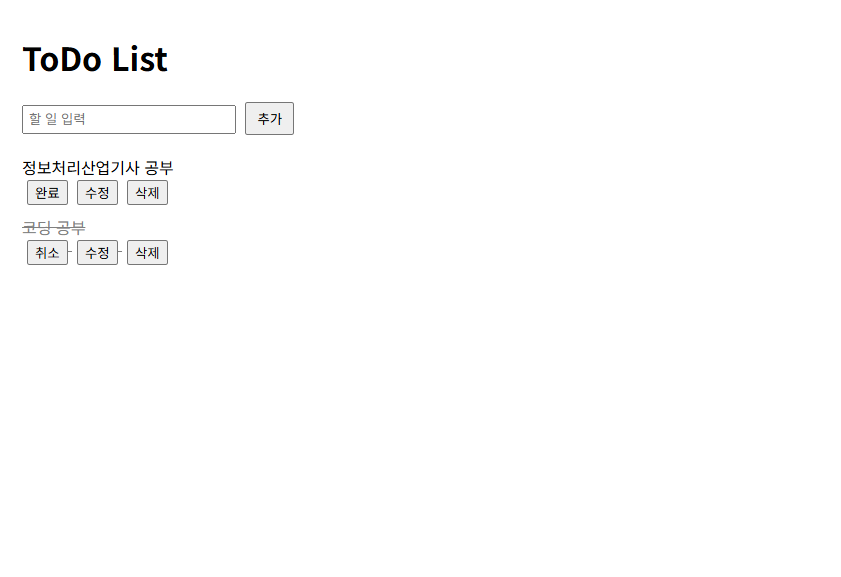 ToDo List
할 일 입력 추가
정보처리산업기사 공부
완료 수정 삭제
코딩 공부
취소 수정 삭제